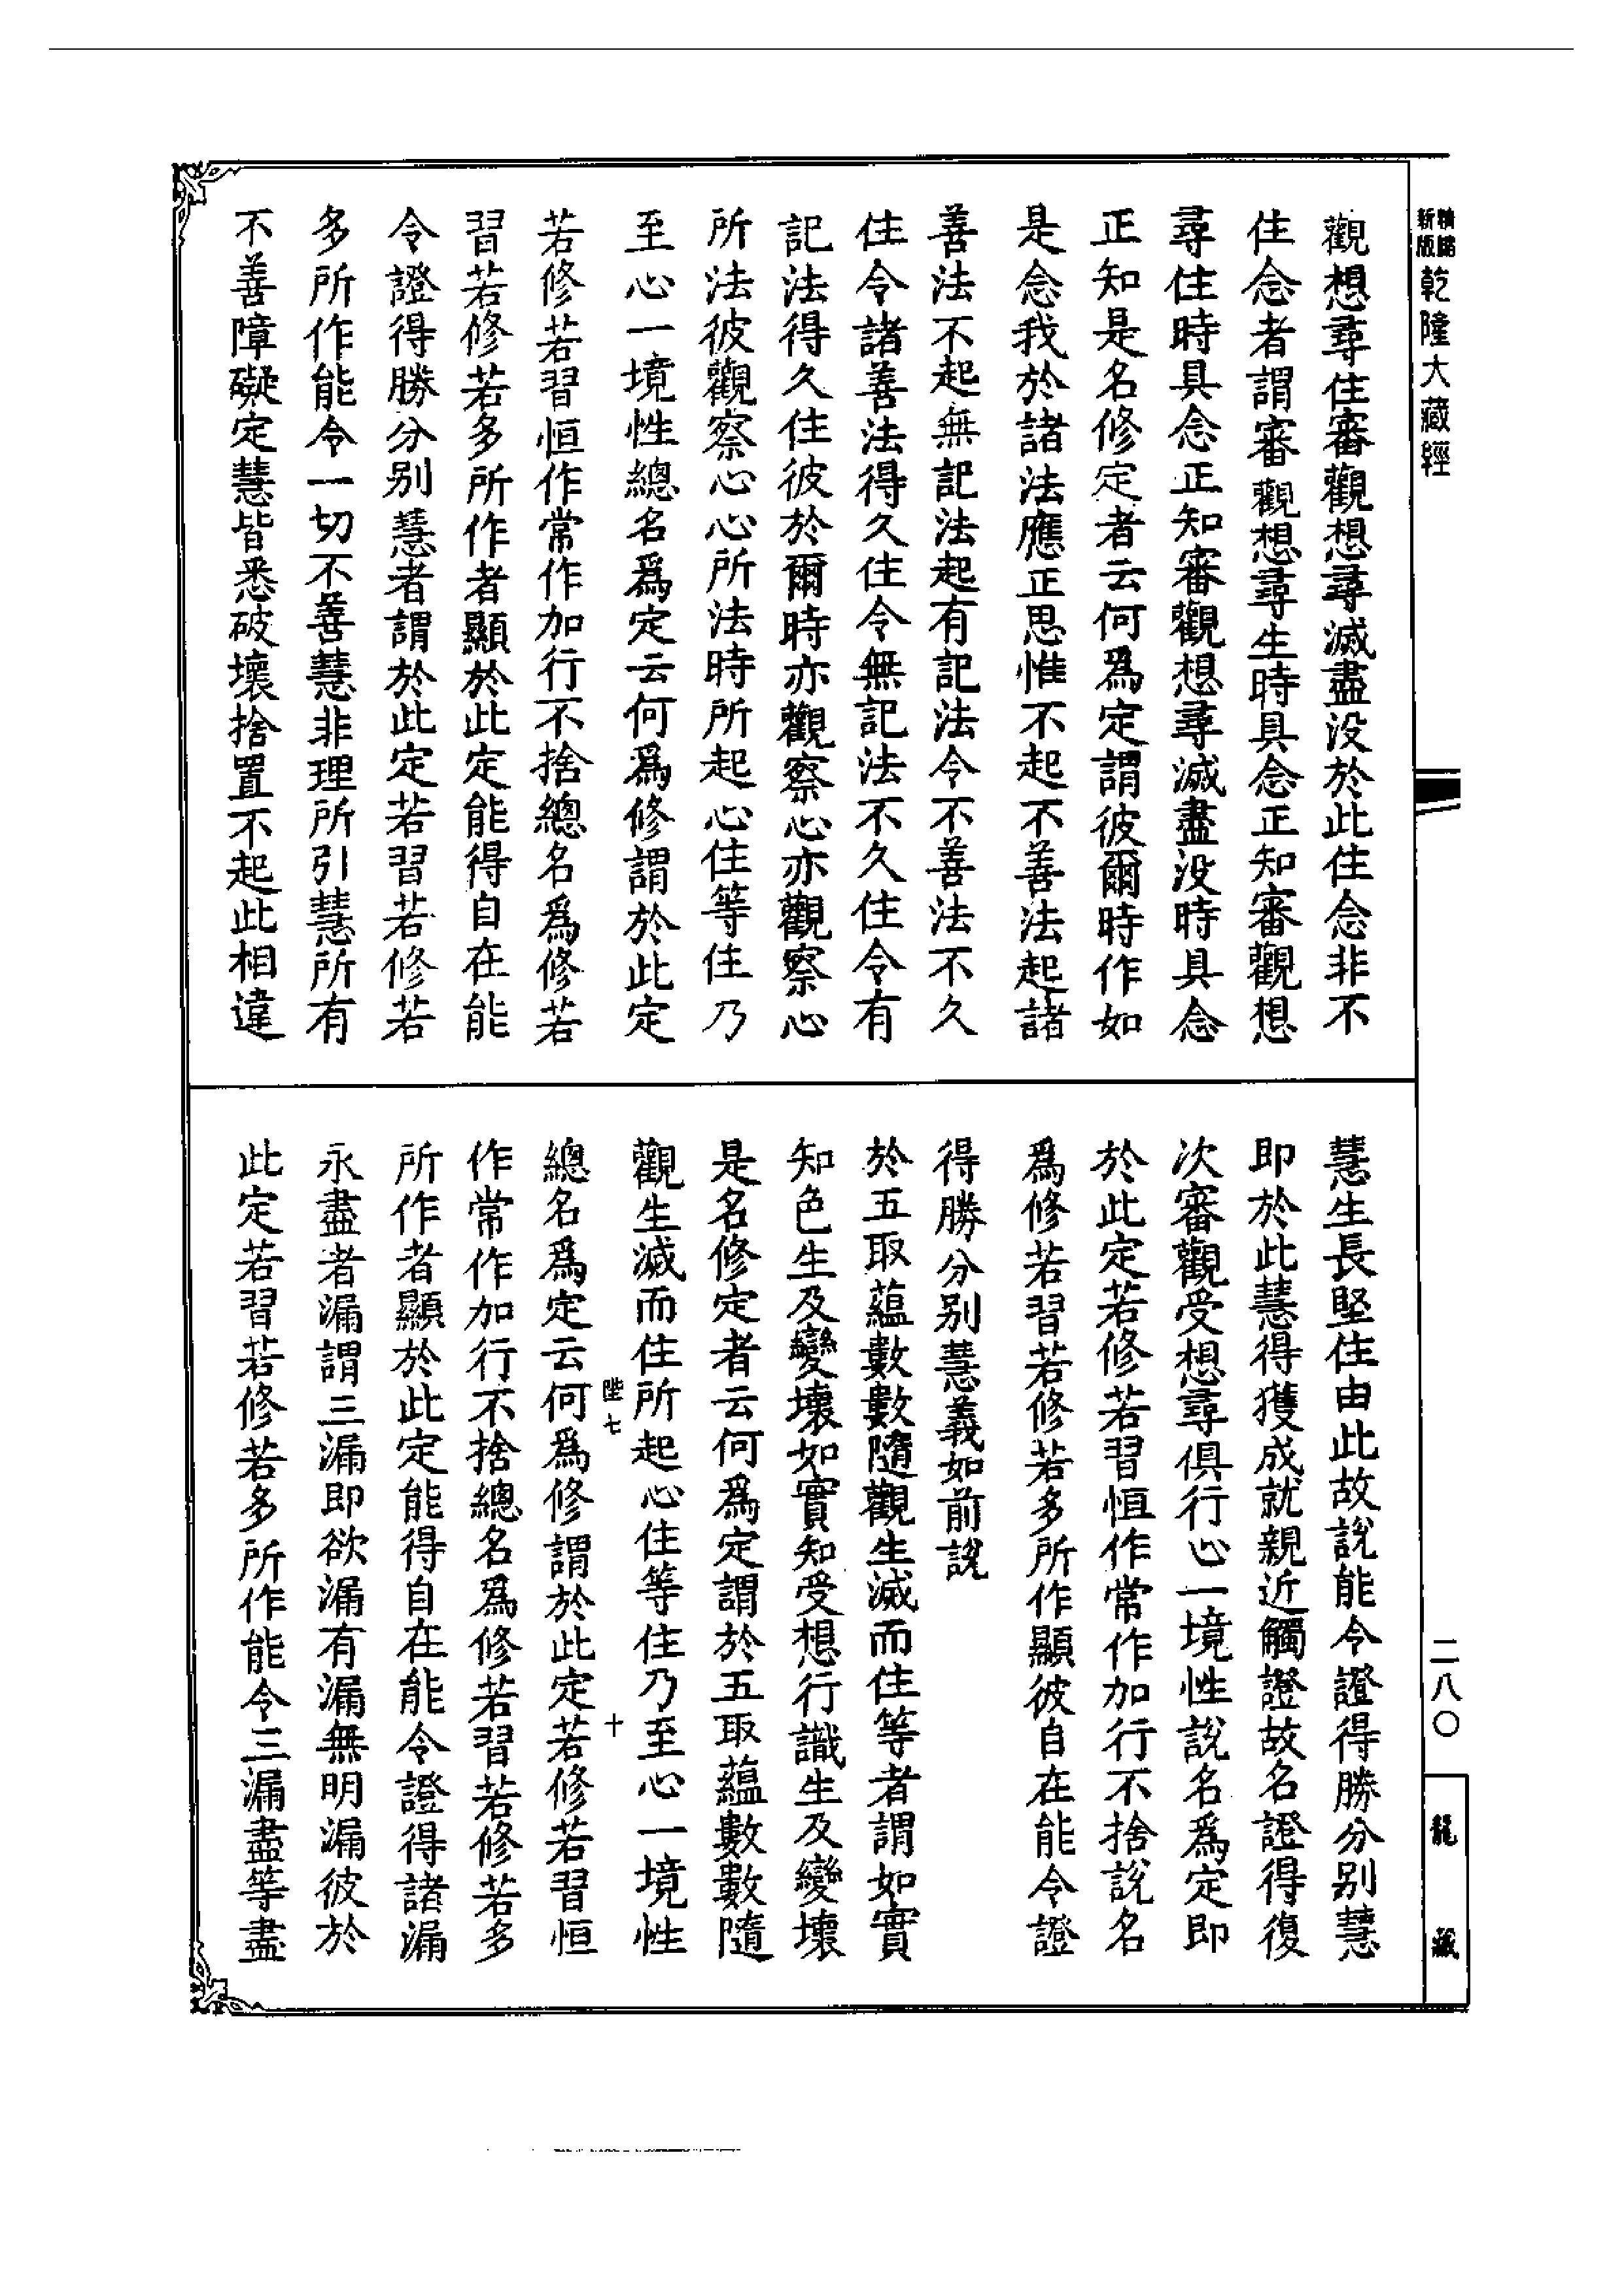 精縮新版乾隆大藏經
觀想尋住審觀想尋滅盡没於此住念非不
住念者謂審觀想尋生時具念正知審觀想
尋住時具念正知審觀想尋滅盡没時具念
正知是名修定者云何爲定謂彼爾時作如
是念我於諸法應正思惟不起不善法起諸
善法不起無記法起有記法令不善法不久
住令諸善法得久住令無記法不久住令有
記法得久住彼於爾時亦觀察心亦觀察心
所法彼觀察心心所法時所起心住等住乃
至心一境性總名爲定云何爲修謂於此定
若修若習恒作常作加行不捨總名爲修若
習若修若多所作者顯於此定能得自在能
令證得勝分别慧者謂於此定若習若修若
多所作能令一切不善慧非理所引慧所有
不善障礙定慧皆悉破壞捨置不起此相違
慧生長堅住由此故說能令證得勝分别慧
即於此慧得獲成就親近觸證故名證得復
次審觀受想尋俱行心一境性說名爲定即
於此定若修若習恒作常作加行不捨說名
爲修若習若修若多所作顯彼自在能令證
得勝分别慧義如前說
於五取蘊數數隨觀生滅而住等者謂如實
知色生及變壞如實知受想行識生及變壞
是名修定者云何爲定謂於五取蘊數數隨
觀生滅而住所起心住等住乃至心一境性
陛七 十
總名爲定云何爲修謂於此定若修若習恒
作常作加行不捨總名爲修若習若修若多
所作者顯於此定能得自在能令證得諸漏
永盡者漏謂三漏即欲漏有漏無明漏彼於
此定若習若修若多所作能令三漏盡等盡
二八〇
龍藏